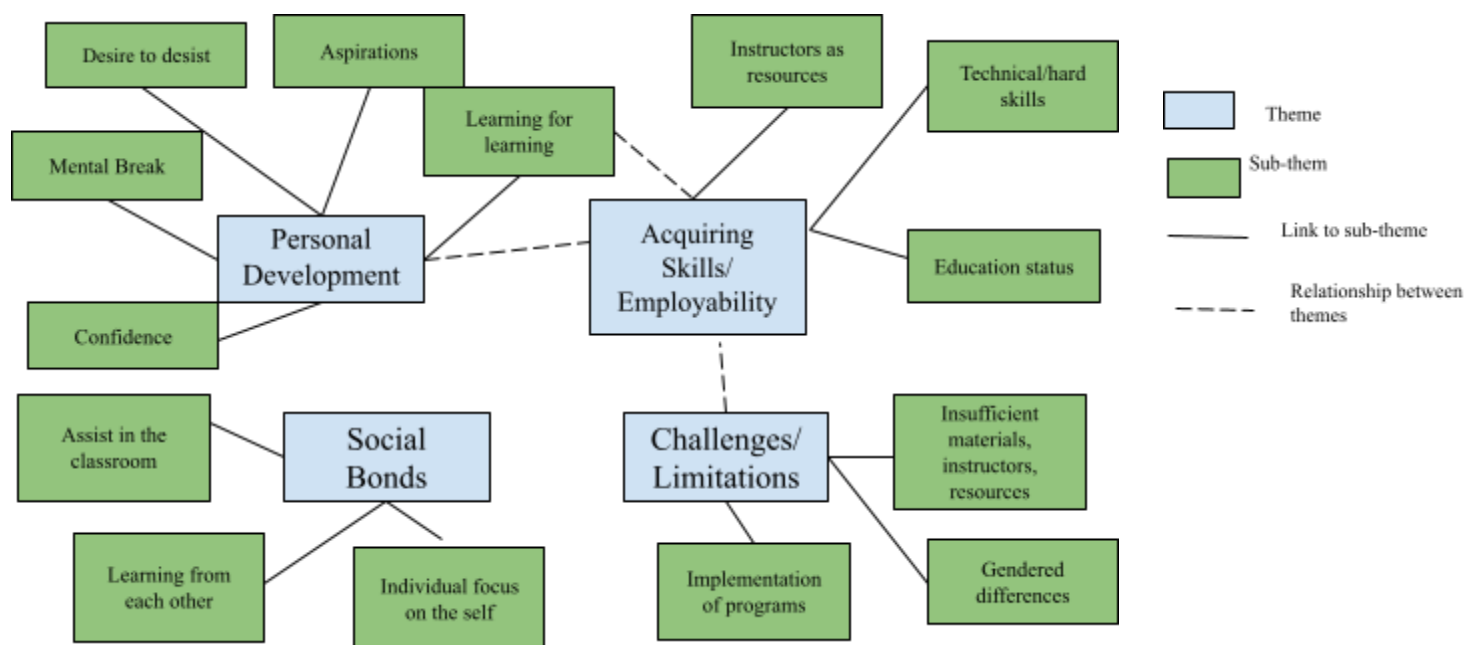 Desire to desist
Aspirations
Learning for
learning
Mental Break
Personal
Development
Confidence
Instructors as
resources
Technical/hard
skills
Acquiring
Skills/
Employability
Education status
Theme
Sub-them
Link to sub-theme
Relationship between
themes
Assist in the
classroom
Social
Bonds
Learning from
each other
Individual focus
on the self
Challenges/
Limitations
Insufficient
materials,
instructors,
resources
Implementation
of programs
Gendered
differences